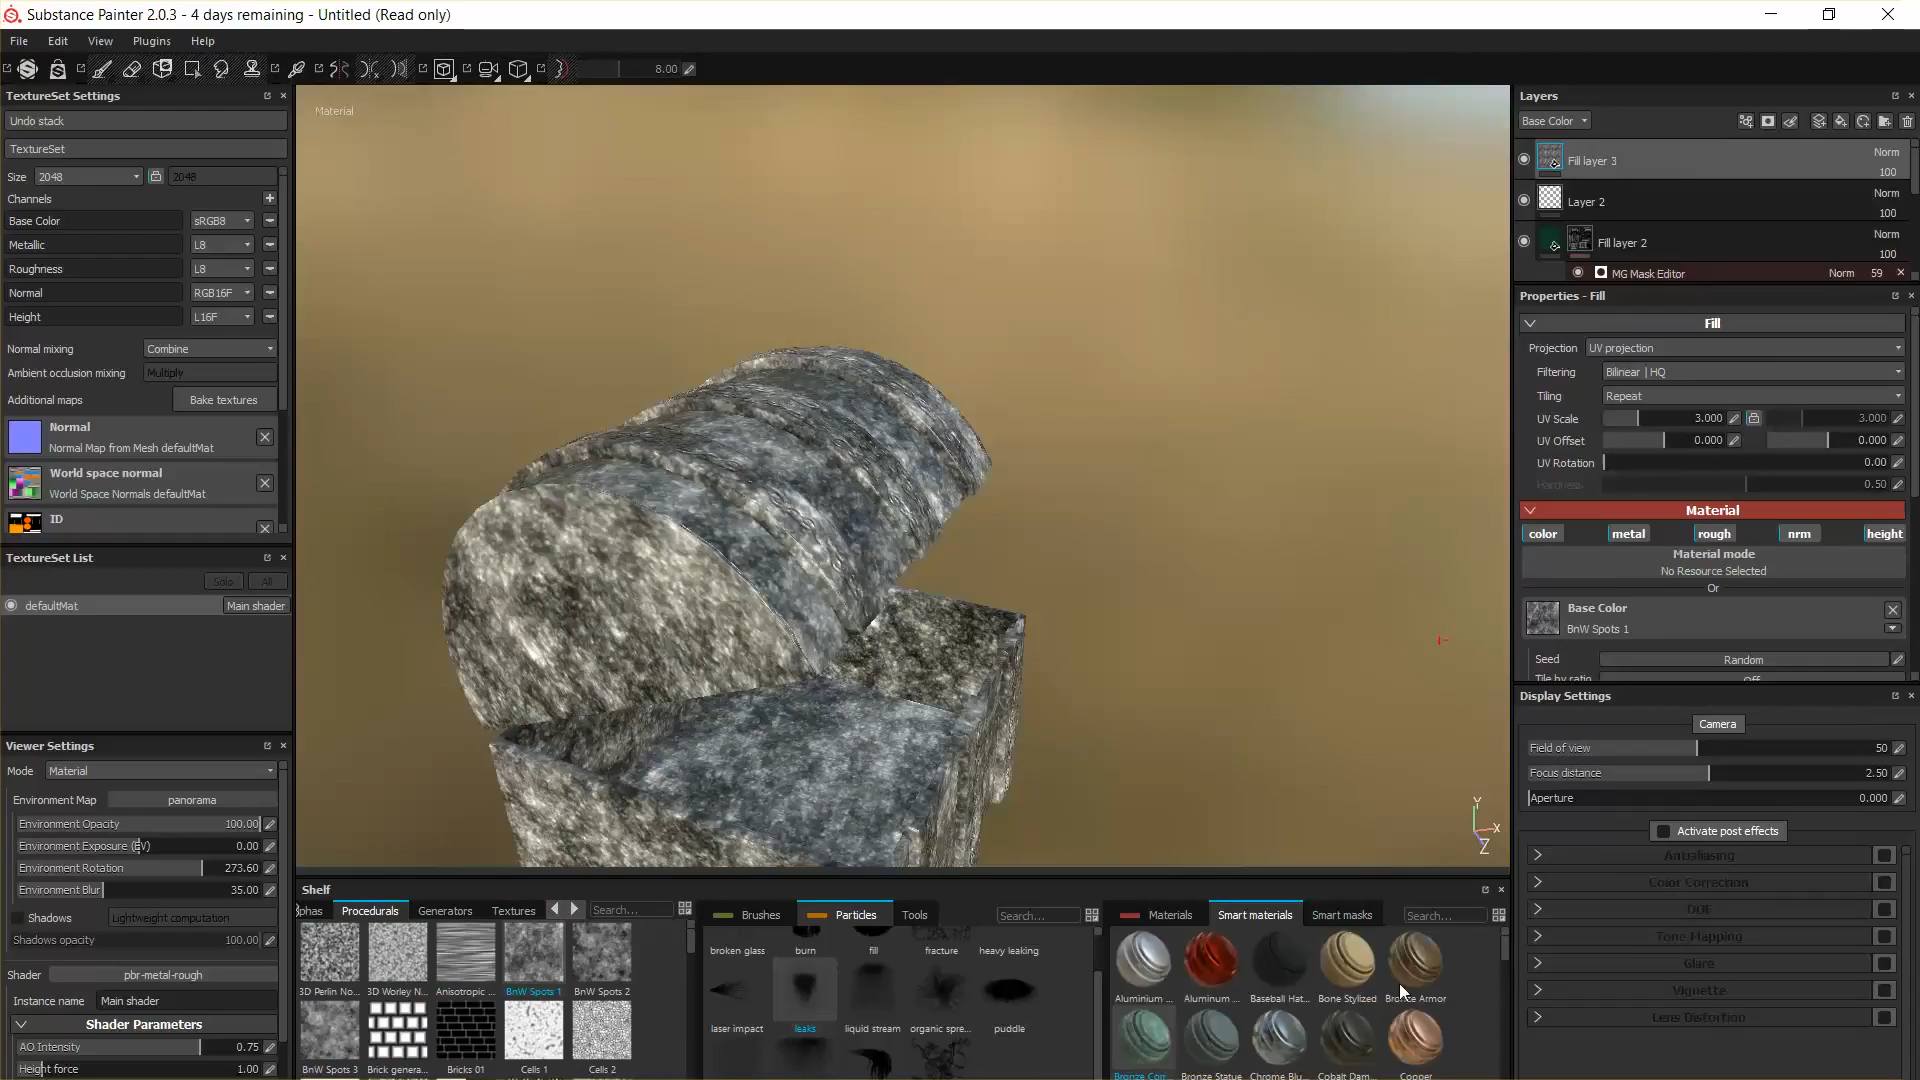 Substance Painter 2.0.3 - 4 days remaining - Untitled (Read only)
File Edit View Plugins Help
8.00
TextureSet Settings
Undo stack
TextureSet
Size 2048 2048
Channels
Base Color sRGB8
Metallic L8
Roughness L8
Normal RGB16F
Height L16F
Normal mixing Combine
Ambient occlusion mixing Multiply
Additional maps Bake textures
Normal
Normal Map from Mesh defaultMat
World space normal
World Space Normals defaultMat
ID
TextureSet List
Solo All
defaultMat Main shader
Viewer Settings
Mode Material
Environment Map panorama
Environment Opacity 100.00
Environment Exposure (EV) 0.00
Environment Rotation 273.60
Environment Blur 35.00
Shadows Lightweight computation
Shadows opacity 100.00
Shader pbr-metal-rough
Instance name Main shader
Shader Parameters
AO Intensity 0.75
Height force 1.00
Material
Y
X
Z
Shelf
phas Procedurals Generators Textures Search...
3D Perlin No... 3D Worley N... Anisotropic ... BnW Spots 1 BnW Spots 2
BnW Spots 3 Brick genera... Bricks 01 Cells 1 Cells 2
Brushes Particles Tools Search...
broken glass burn fill fracture heavy leaking
laser impact leaks liquid stream organic spre... puddle
Materials Smart materials Smart masks Search...
Aluminium ... Aluminum ... Baseball Hat... Bone Stylized Bronze Armor
Bronze Corr... Bronze Statue Chrome Blu... Cobalt Dam... Copper
Layers
Base Color
Fill layer 3 Norm 100
Layer 2 Norm 100
Fill layer 2 Norm 100
MG Mask Editor Norm 59
Properties - Fill
Fill
Projection UV projection
Filtering Bilinear | HQ
Tiling Repeat
UV Scale 3.000 3.000
UV Offset 0.000 0.000
UV Rotation 0.00
Hardness 0.50
Material
color metal rough nrm height
Material mode
No Resource Selected
Or
Base Color
BnW Spots 1
Seed Random
Tile by ratio Off
Display Settings
Camera
Field of view 50
Focus distance 2.50
Aperture 0.000
Activate post effects
Antialiasing
Color Correction
DOF
Tone Mapping
Glare
Vignette
Lens Distortion